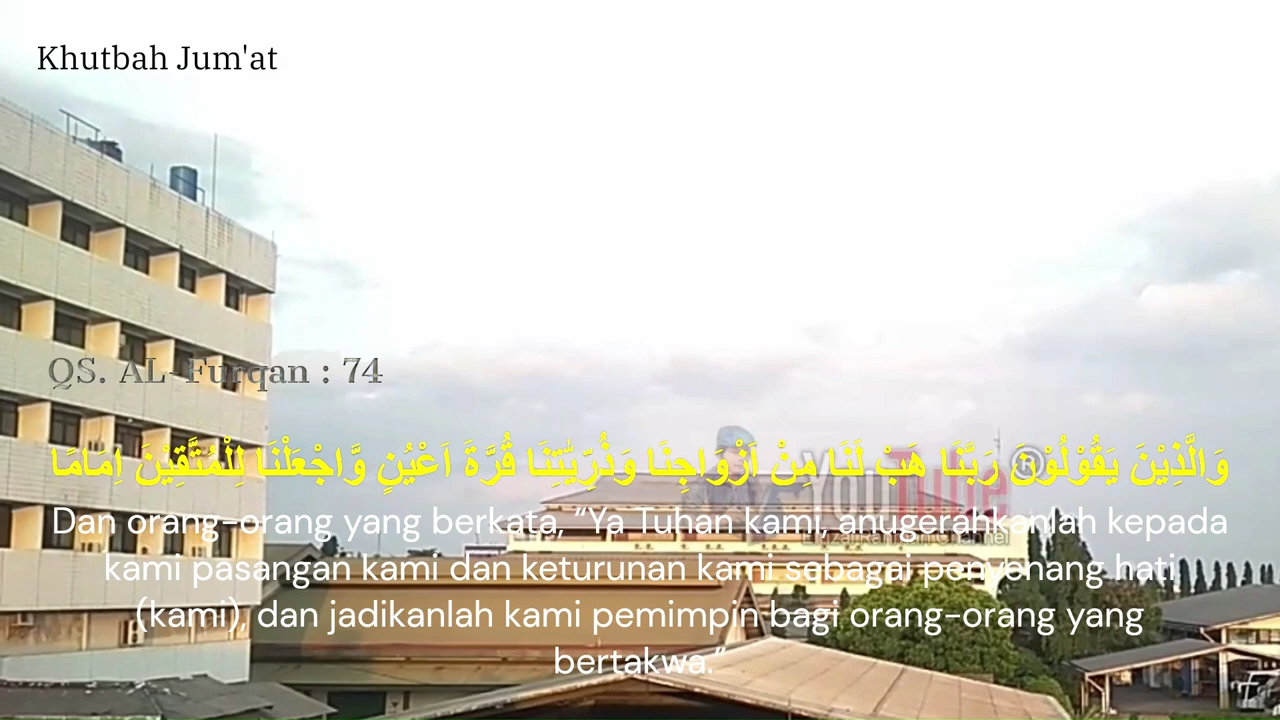 Khutbah Jum'at
QS. AL-Furqan : 74
وَالَّذِيْنَ يَقُوْلُوْنَ رَبَّنَا هَبْ لَنَا مِنْ اَزْوَاجِنَا وَذُرِّيّٰتِنَا قُرَّةَ اَعْيُنٍ وَّاجْعَلْنَا لِلْمُتَّقِيْنَ اِمَامًا
YouTube
Dan orang-orang yang berkata, “Ya Tuhan kami, anugerahkanlah kepada
kami pasangan kami dan keturunan kami sebagai penyenang hati
(kami), dan jadikanlah kami pemimpin bagi orang-orang yang
bertakwa.”